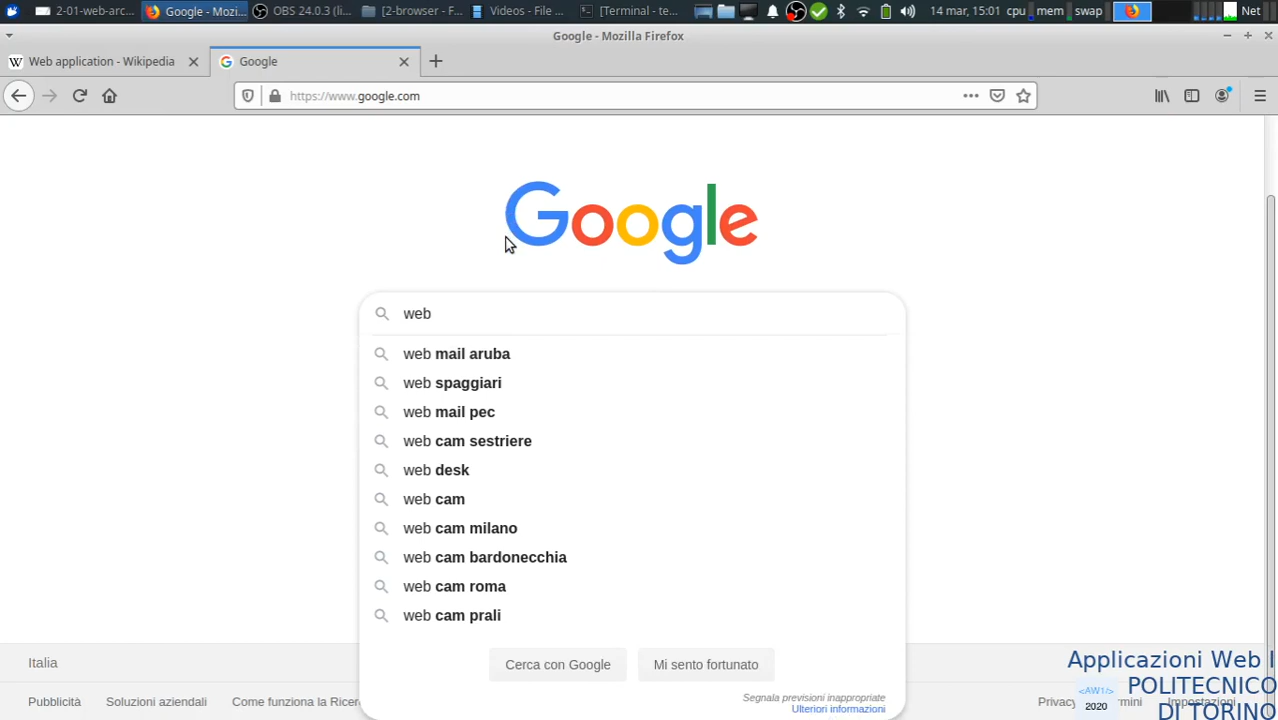 2-01-web-arc...
Google - Mozi...
OBS 24.0.3 (li...
[2-browser - F...
Videos - File ...
[Terminal - te...
14 mar, 15:01
cpu
mem
swap
Net
Google - Mozilla Firefox
Web application - Wikipedia
Google
https://www.google.com
Google
web
web mail aruba
web spaggiari
web mail pec
web cam sestriere
web desk
web cam
web cam milano
web cam bardonecchia
web cam roma
web cam prali
Cerca con Google
Mi sento fortunato
Segnala previsioni inappropriate
Ulteriori informazioni
Italia
Pubblicità
Soluzioni aziendali
Come funziona la Ricer
Privacy
Impostazioni
Applicazioni Web I
<AW1/>
2020
POLITECNICO
DI TORINO